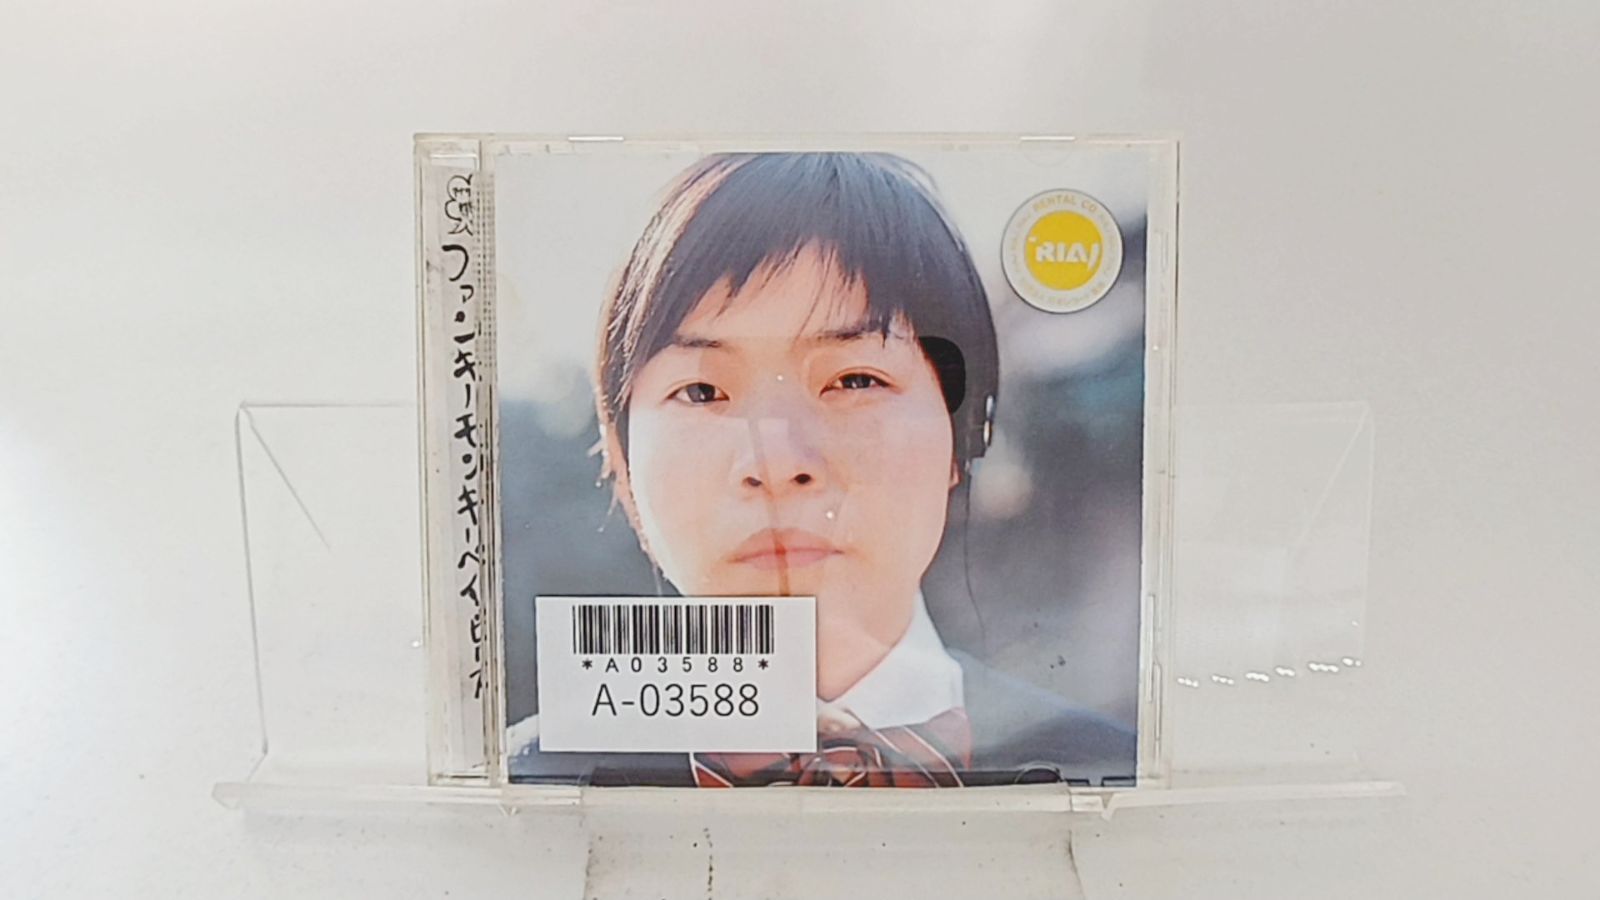 ファンキーモンキーベイビーズ
RENTAL CD
RIAJ
*A03588*
A-03588